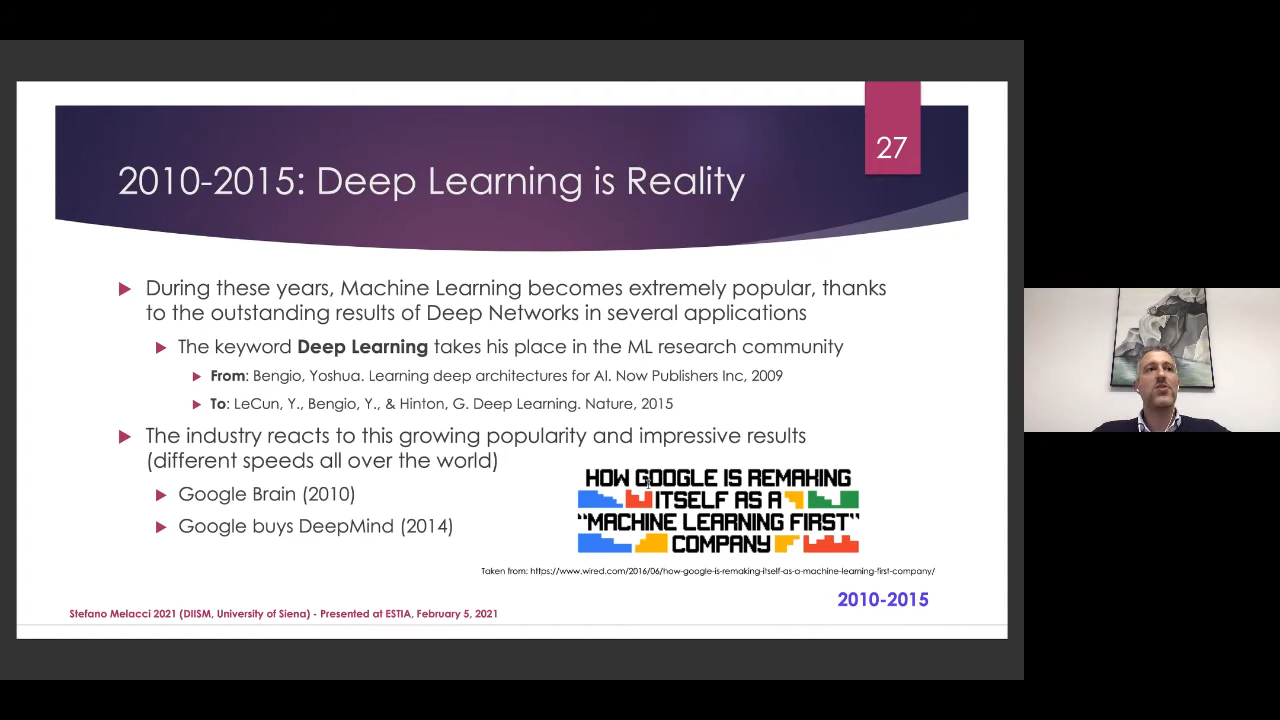 27
2010-2015: Deep Learning is Reality
During these years, Machine Learning becomes extremely popular, thanks
to the outstanding results of Deep Networks in several applications
The keyword Deep Learning takes his place in the ML research community
From: Bengio, Yoshua. Learning deep architectures for AI. Now Publishers Inc, 2009
To: LeCun, Y., Bengio, Y., & Hinton, G. Deep Learning. Nature, 2015
The industry reacts to this growing popularity and impressive results
(different speeds all over the world)
Google Brain (2010)
Google buys DeepMind (2014)
HOW GOOGLE IS REMAKING
ITSELF AS A
“MACHINE LEARNING FIRST”
COMPANY
Taken from: https://www.wired.com/2016/06/how-google-is-remaking-itself-as-a-machine-learning-first-company/
2010-2015
Stefano Melacci 2021 (DIISM, University of Siena) - Presented at ESTIA, February 5, 2021